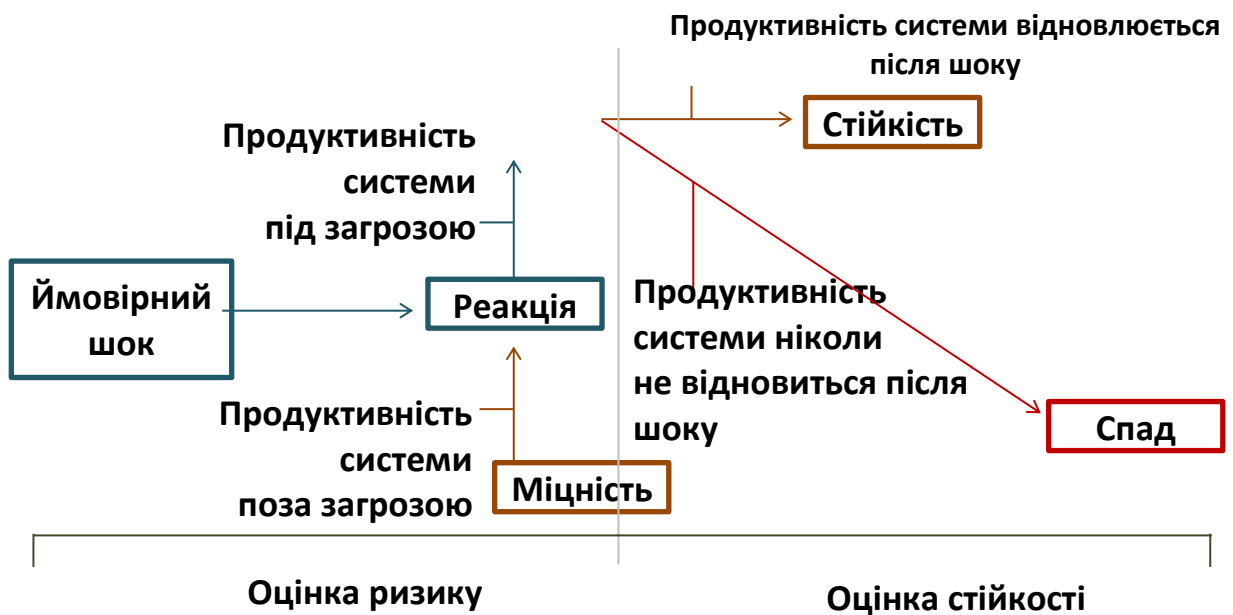 Продуктивність системи відновлюється
після шоку
Стійкість
Продуктивність
системи
під загрозою
Ймовірний
шок
Реакція
Продуктивність
системи ніколи
не відновиться після
шоку
Продуктивність
системи
поза загрозою
Міцність
Спад
Оцінка ризику
Оцінка стійкості